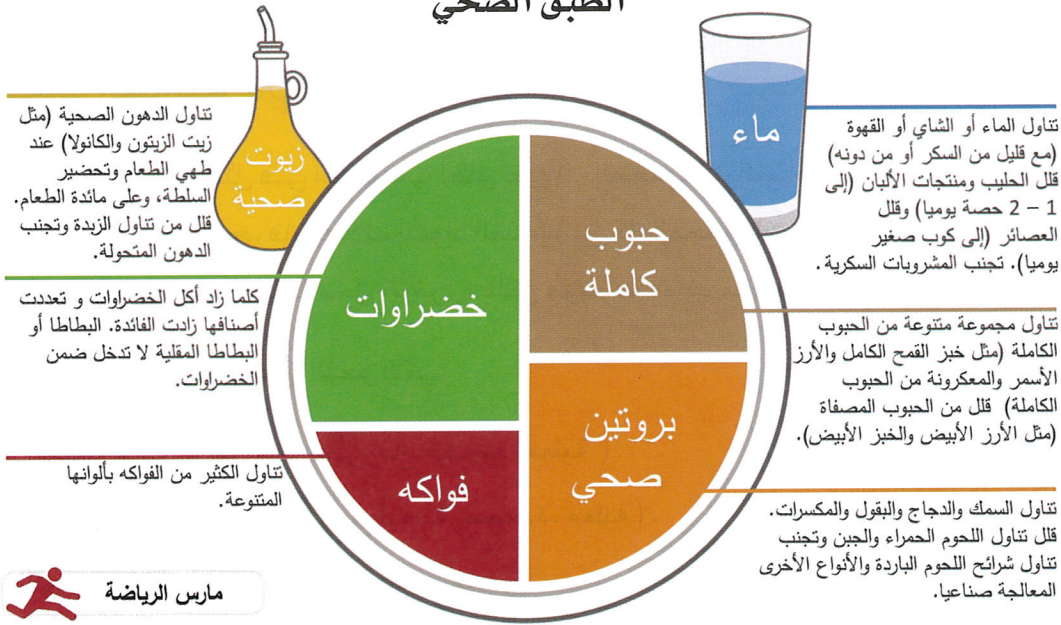 الطبق الصحي
ماء
تناول الماء أو الشاي أو القهوة
(مع قليل من السكر أو من دونه)
قلل الحليب ومنتجات الألبان (إلى
1 – 2 حصة يوميا) وقلل
العصائر (إلى كوب صغير
يوميا). تجنب المشروبات السكرية.
حبوب
كاملة
تناول مجموعة متنوعة من الحبوب
الكاملة (مثل خبز القمح الكامل والأرز
الأسمر والمعكرونة من الحبوب
الكاملة) قلل من الحبوب المصفاة
(مثل الأرز الأبيض والخبز الأبيض).
بروتين
صحي
تناول السمك والدجاج والبقول والمكسرات.
قلل تناول اللحوم الحمراء والجبن وتجنب
تناول شرائح اللحوم الباردة والأنواع الأخرى
المعالجة صناعيا.
زيوت
صحية
تناول الدهون الصحية (مثل
زيت الزيتون والكانولا) عند
طهي الطعام وتحضير
السلطة، وعلى مائدة الطعام.
قلل من تناول الزبدة وتجنب
الدهون المتحولة.
خضراوات
كلما زاد أكل الخضراوات و تعددت
أصنافها زادت الفائدة. البطاطا أو
البطاطا المقلية لا تدخل ضمن
الخضراوات.
فواكه
تناول الكثير من الفواكه بألوانها
المتنوعة.
مارس الرياضة